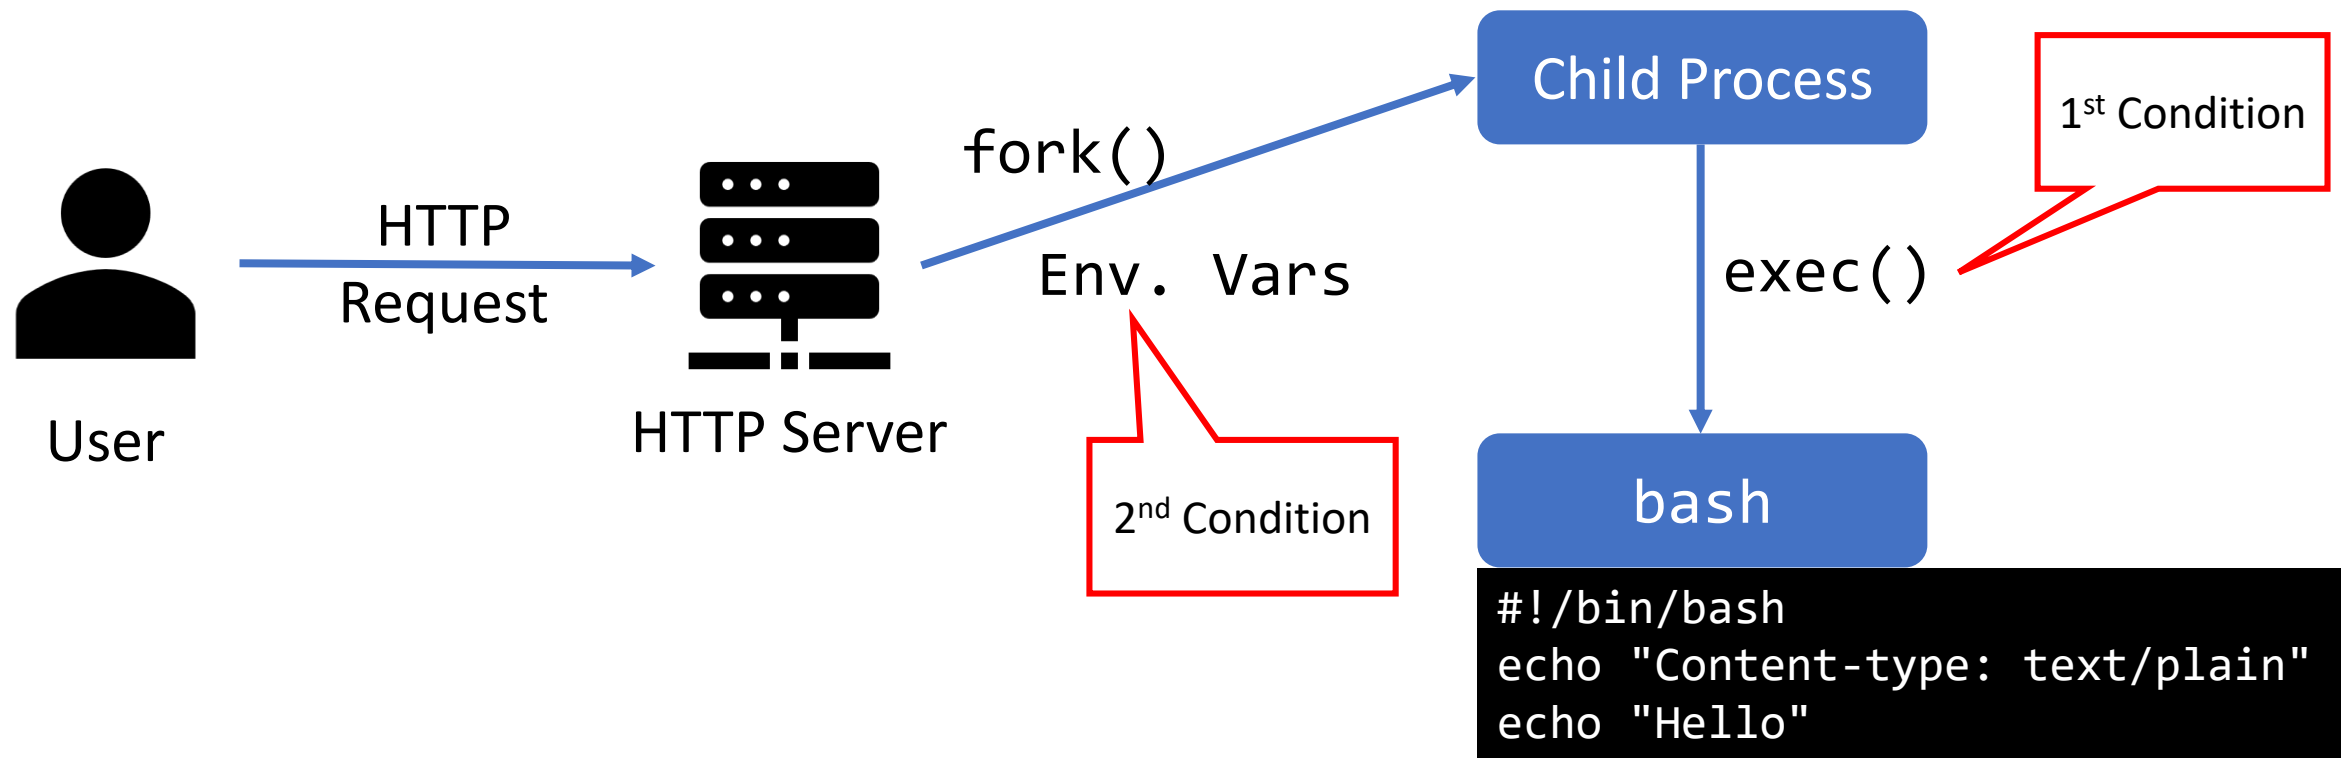 User
HTTP
Request
HTTP Server
fork()
Env. Vars
2nd Condition
Child Process
exec()
1st Condition
bash
#!/bin/bash
echo "Content-type: text/plain"
echo "Hello"